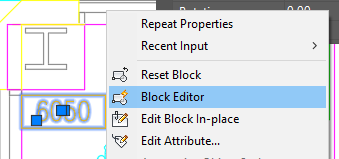 Repeat Properties
Recent Input
Reset Block
Block Editor
Edit Block In-place
Edit Attribute...
6050